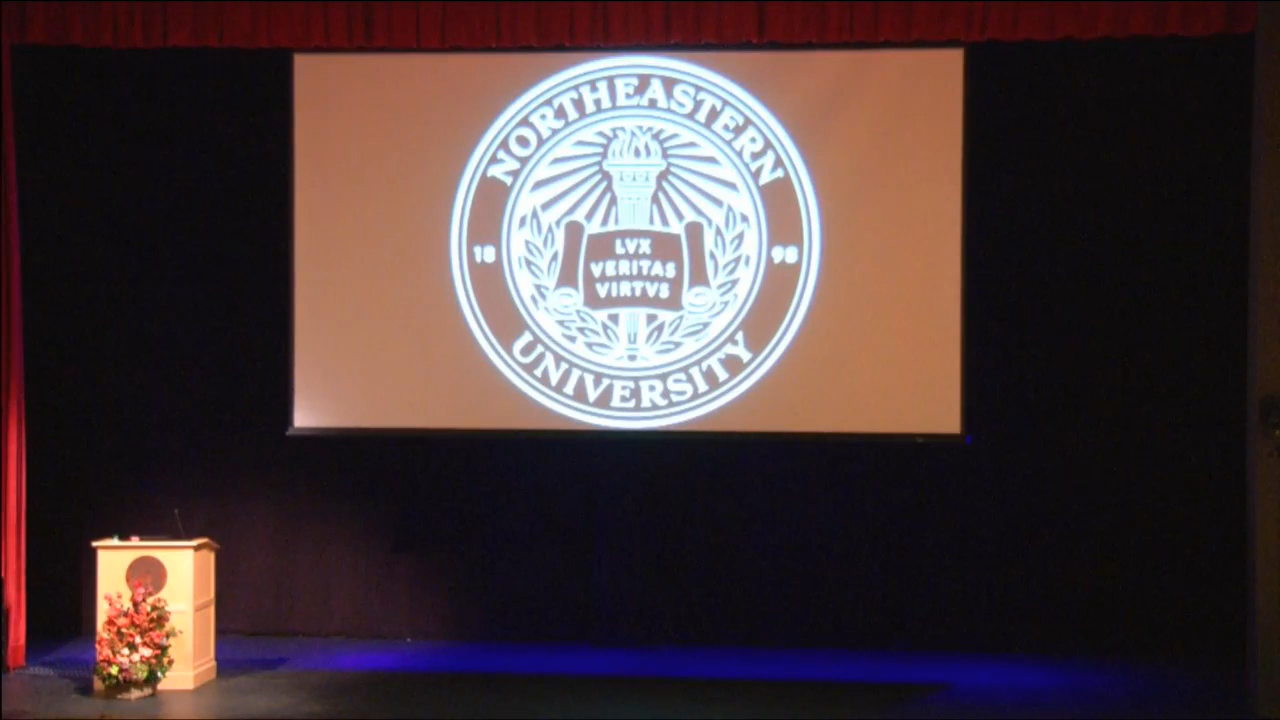 NORTHEASTERN
18 98
LVX
VERITAS
VIRTVS
UNIVERSITY